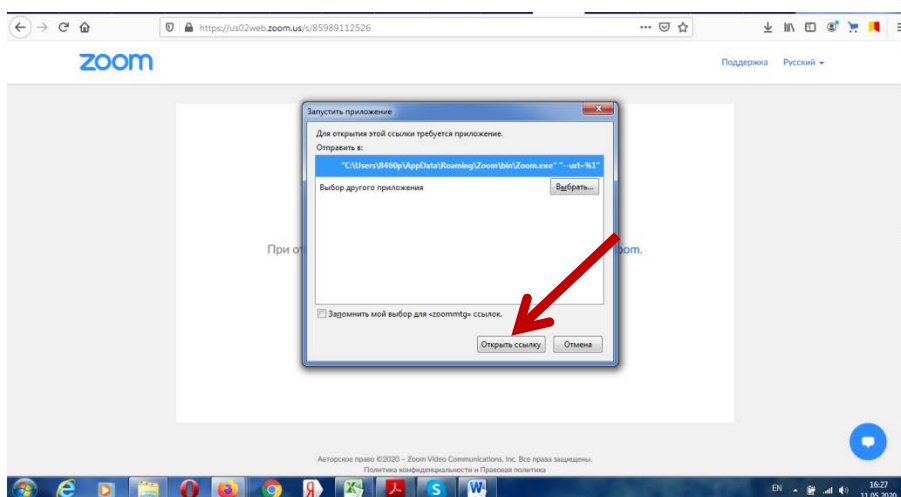 https://us02web.zoom.us/s/85989112526
zoom
Поддержка Русский
Запустить приложение
Для открытия этой ссылки требуется приложение.
Отправить в:
"C:\Users\8460p\AppData\Roaming\Zoom\bin\Zoom.exe" "--url=%1"
Выбор другого приложения
Выбрать...
При
oom.
Запомнить мой выбор для «zoommtg» ссылок.
Открыть ссылку Отмена
Авторское право ©2020 - Zoom Video Communications, Inc. Все права защищены.
Политика конфиденциальности и Правовая политика
EN
16:27
11.05.2020